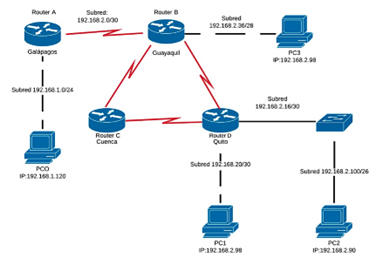 Router A
Subred:
192.168.2.0/30
Router B
Subred
192.168.2.36/28
Galápagos
Guayaquil
PC3
IP:192.168.2.98
Subred 192.168.1.0/24
Subred
192.168.2.16/30
Router C
Cuenca
Router D
Quito
PCO
IP:192.168.1.120
Subred 192.168.20/30
Subred 192.168.2.100/26
PC1
IP:192.168.2.98
PC2
IP:192.168.2.90